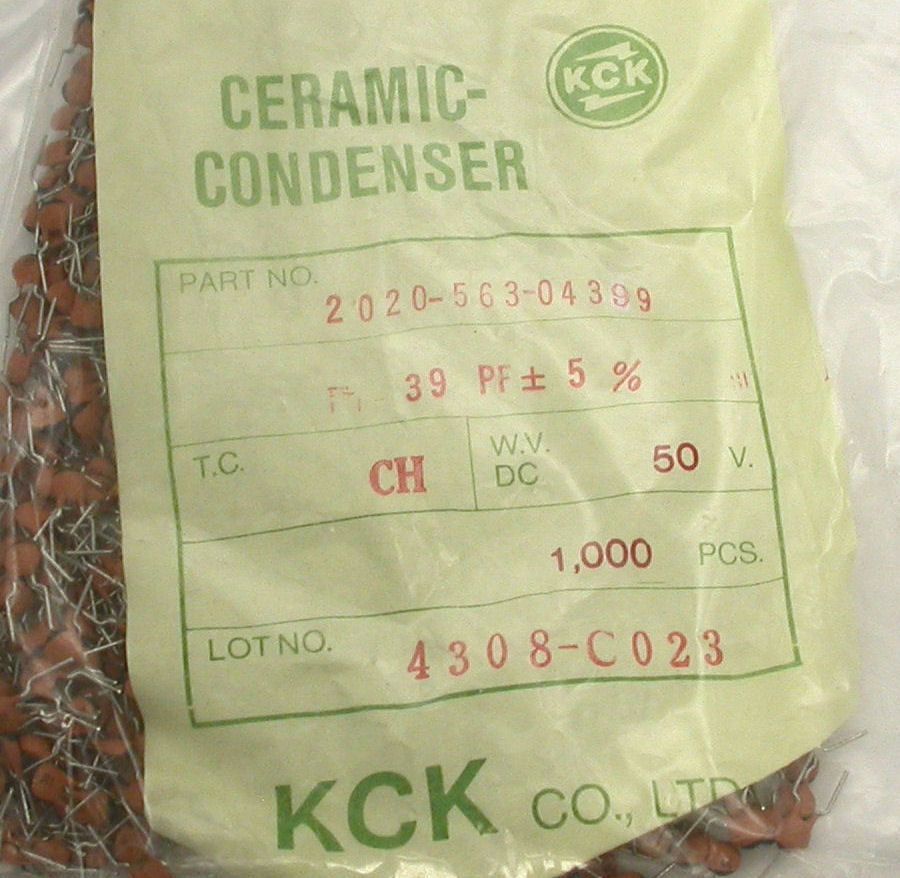 CERAMIC-
KCK
CONDENSER
PART NO. 2020-563-04399
39 PF ± 5 %
T.C. CH W.V. DC 50 V.
1,000 PCS.
LOT NO. 4308-C023
KCK CO., LTD